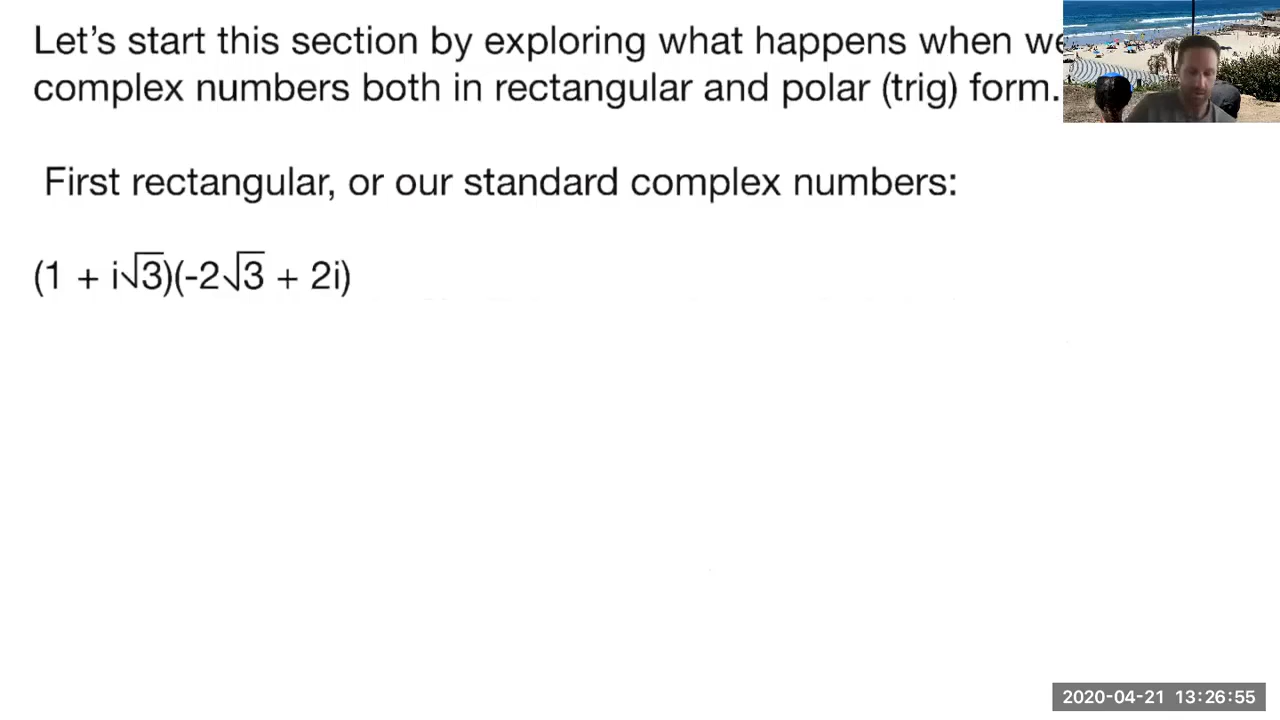 Let's start this section by exploring what happens when we
complex numbers both in rectangular and polar (trig) form.
First rectangular, or our standard complex numbers:
(1 + i√3)(-2√3 + 2i)
2020-04-21 13:26:55